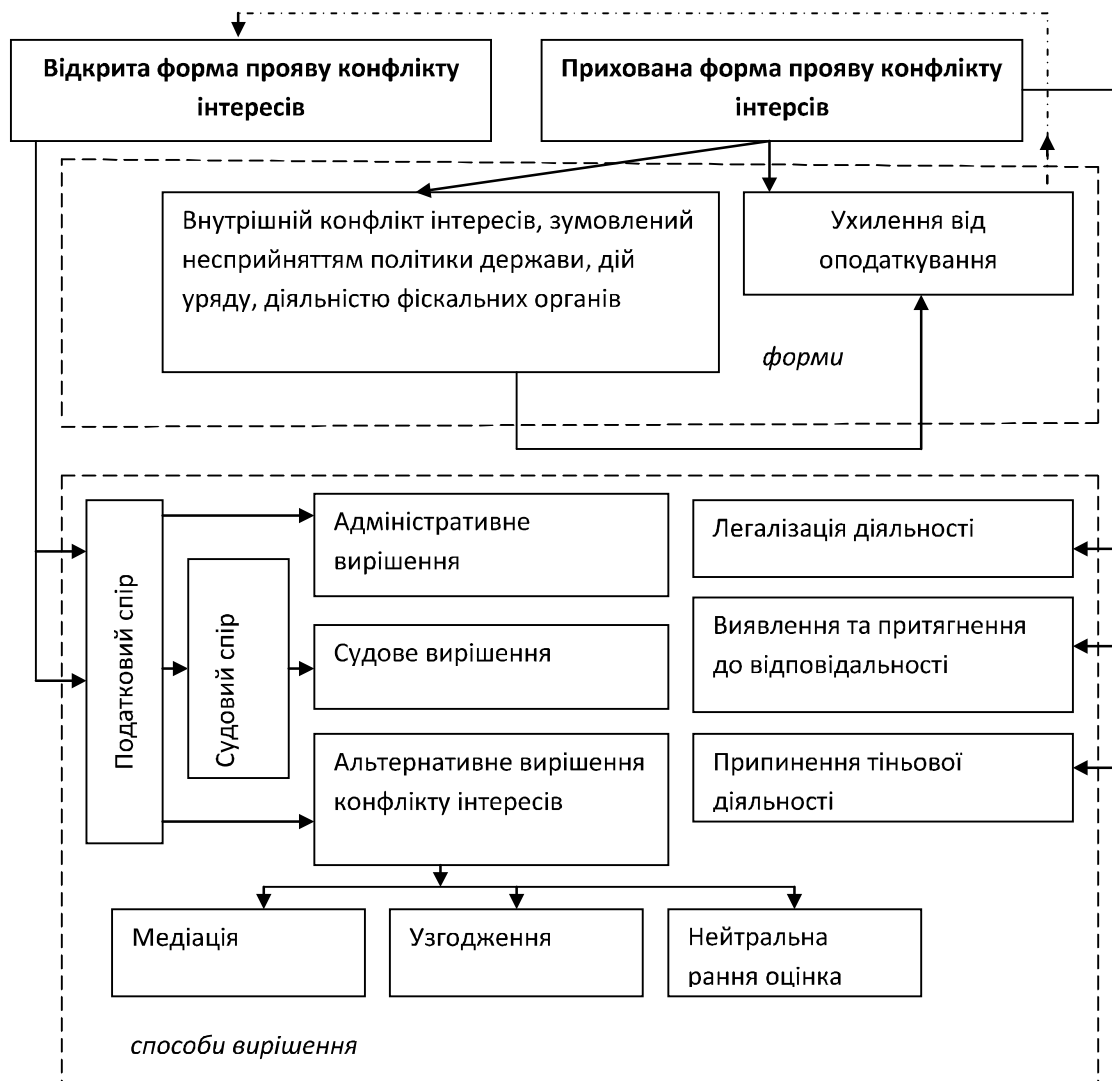 Відкрита форма прояву конфлікту
інтересів
Прихована форма прояву конфлікту
інтерсів
Внутрішній конфлікт інтересів, зумовлений
несприйняттям політики держави, дій
уряду, діяльністю фіскальних органів
Ухилення від
оподаткування
форми
Податковий спір
Судовий спір
Адміністративне
вирішення
Судове вирішення
Альтернативне вирішення
конфлікту інтересів
Легалізація діяльності
Виявлення та притягнення
до відповідальності
Припинення тіньової
діяльності
Медіація
Узгодження
Нейтральна
рання оцінка
способи вирішення